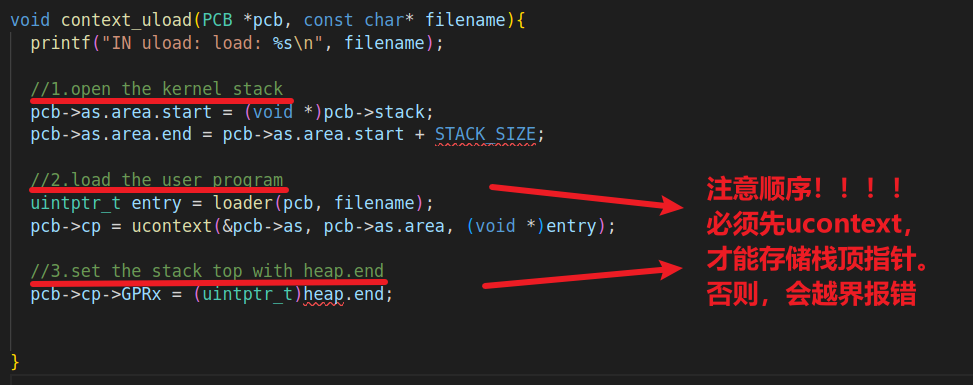 void context_uload(PCB *pcb, const char* filename){
printf("IN uload: load: %s\n", filename);
//1.open the kernel stack
pcb->as.area.start = (void *)pcb->stack;
pcb->as.area.end = pcb->as.area.start + STACK_SIZE;
//2.load the user program
uintptr_t entry = loader(pcb, filename);
pcb->cp = ucontext(&pcb->as, pcb->as.area, (void *)entry);
//3.set the stack top with heap.end
pcb->cp->GPRx = (uintptr_t)heap.end;
}
注意顺序！！！！
必须先ucontext，
才能存储栈顶指针。
否则，会越界报错